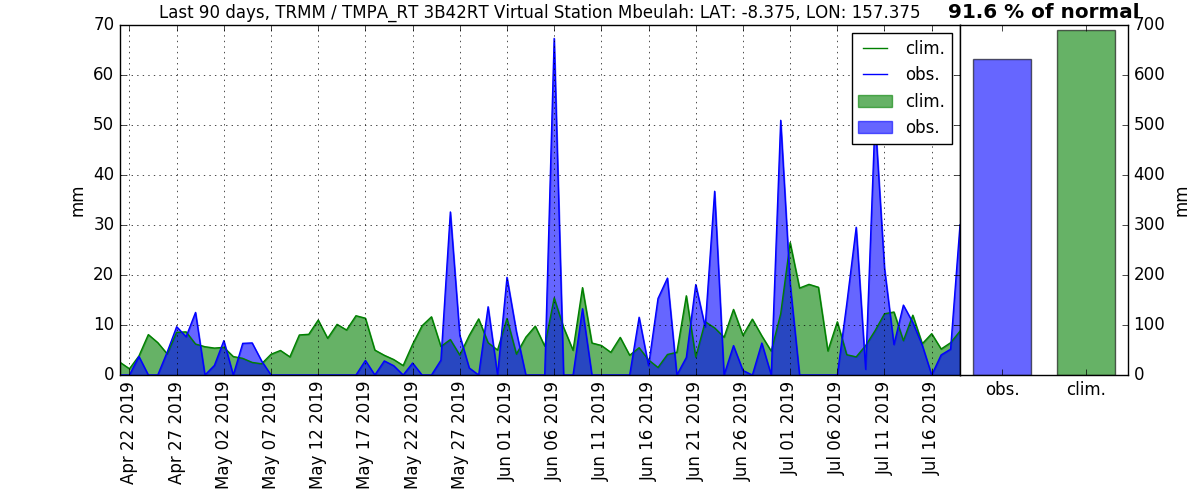 Last 90 days, TRMM / TMPA_RT 3B42RT Virtual Station Mbeulah: LAT: -8.375, LON: 157.375
91.6 % of normal
70
60
50
40
30
20
10
0
mm
clim.
obs.
clim.
obs.
700
600
500
400
300
200
100
0
mm
obs.
clim.
Apr 22 2019
Apr 27 2019
May 02 2019
May 07 2019
May 12 2019
May 17 2019
May 22 2019
May 27 2019
Jun 01 2019
Jun 06 2019
Jun 11 2019
Jun 16 2019
Jun 21 2019
Jun 26 2019
Jul 01 2019
Jul 06 2019
Jul 11 2019
Jul 16 2019